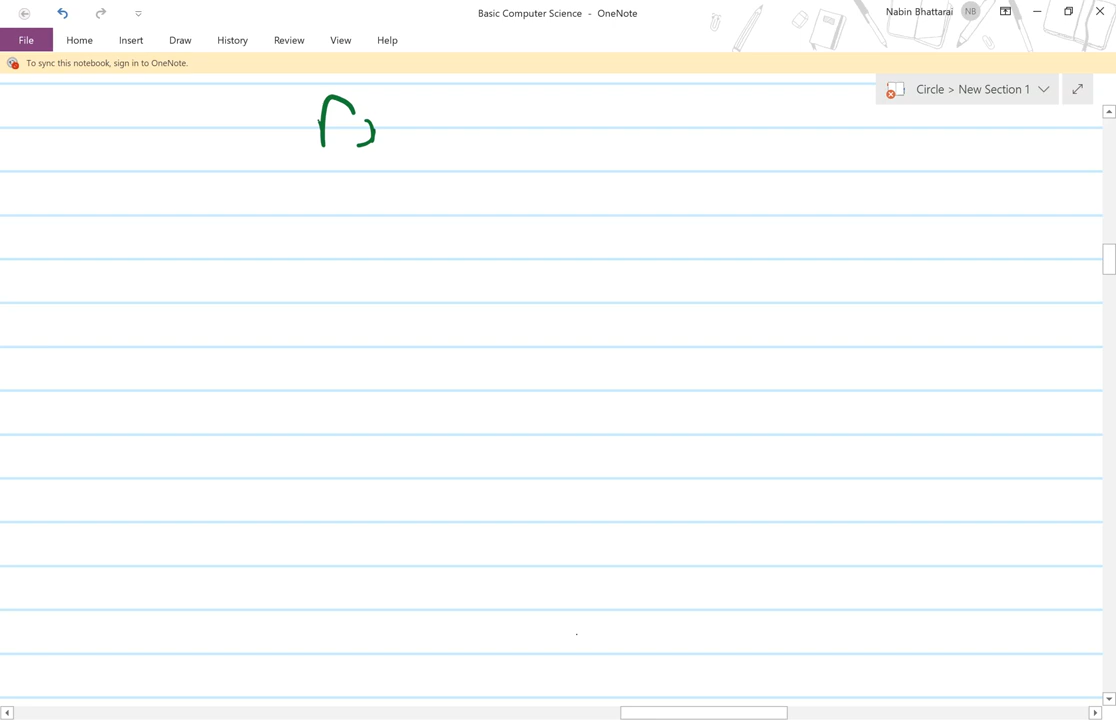 Basic Computer Science - OneNote
Nabin Bhattarai NB
File Home Insert Draw History Review View Help
To sync this notebook, sign in to OneNote.
Circle > New Section 1